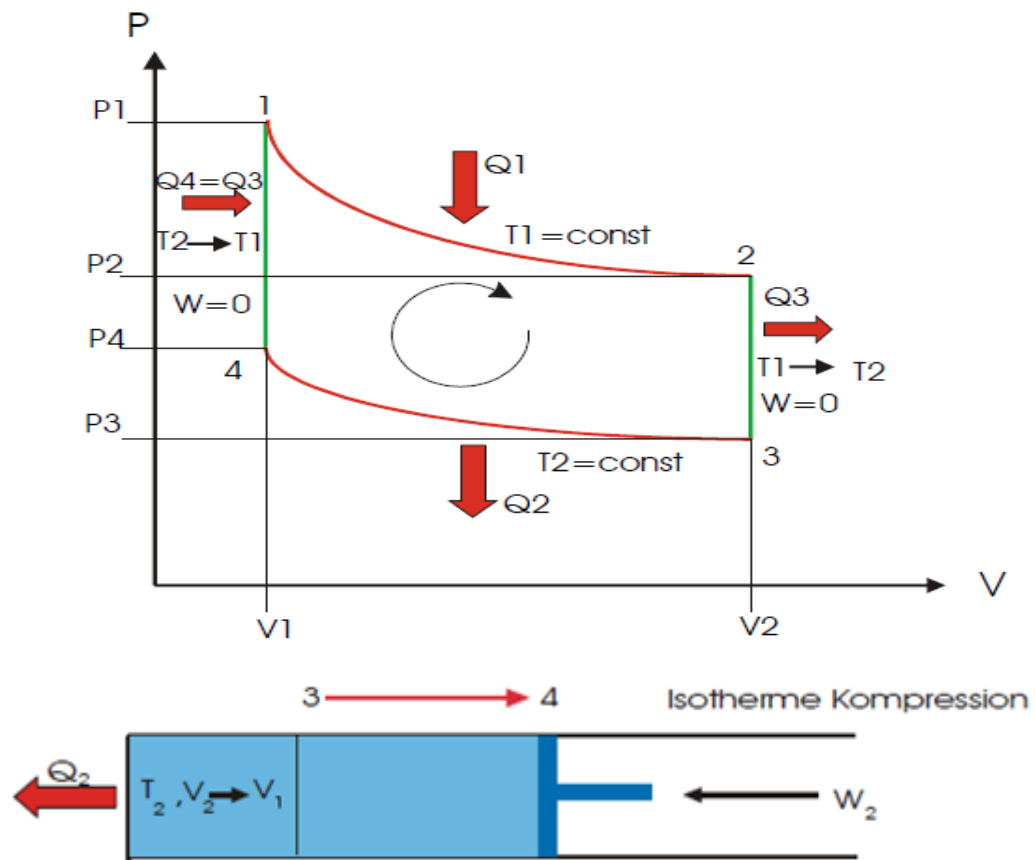 P
P1
1
Q4=Q3
Q1
T2→T1
T1=const
2
P2
W=0
Q3
P4
4
T1→T2
W=0
P3
T2=const
3
Q2
V
V1
V2
3→4 Isotherme Kompression
Q₂
T₂,V₂→V₁
W₂